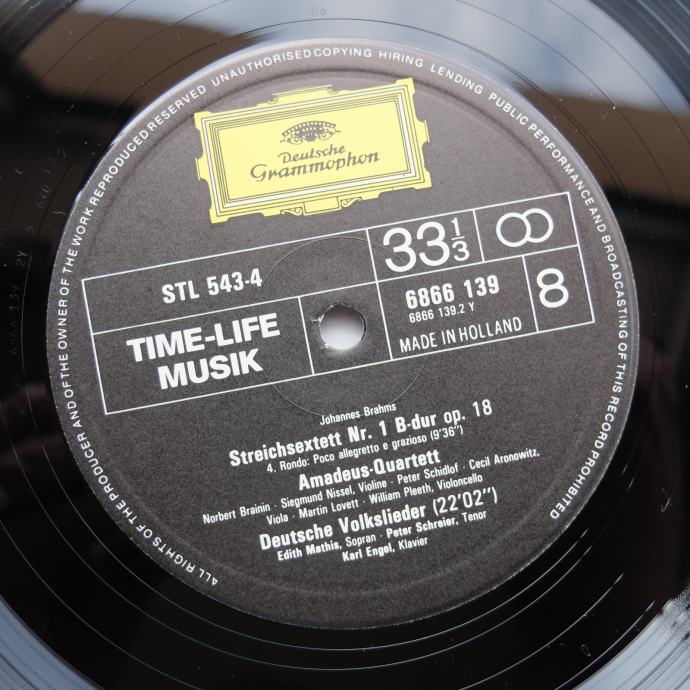 ALL RIGHTS OF THE PRODUCER AND OF THE OWNER OF THE WORK REPRODUCED RESERVED UNAUTHORISED COPYING HIRING LENDING PUBLIC PERFORMANCE AND BROADCASTING OF THIS RECORD PROHIBITED
Deutsche
Grammophon
33 1/3
STL 543-4
6866 139
6866 139.2 Y
8
TIME-LIFE
MUSIK
MADE IN HOLLAND
Johannes Brahms
Streichsextett Nr. 1 B-dur op. 18
4. Rondo: Poco allegretto e grazioso (9'36")
Amadeus-Quartett
Norbert Brainin · Siegmund Nissel, Violine · Peter Schidlof · Cecil Aronowitz,
Viola · Martin Lovett · William Pleeth, Violoncello
Deutsche Volkslieder (22'02")
Edith Mathis, Sopran · Peter Schreier, Tenor
Karl Engel, Klavier